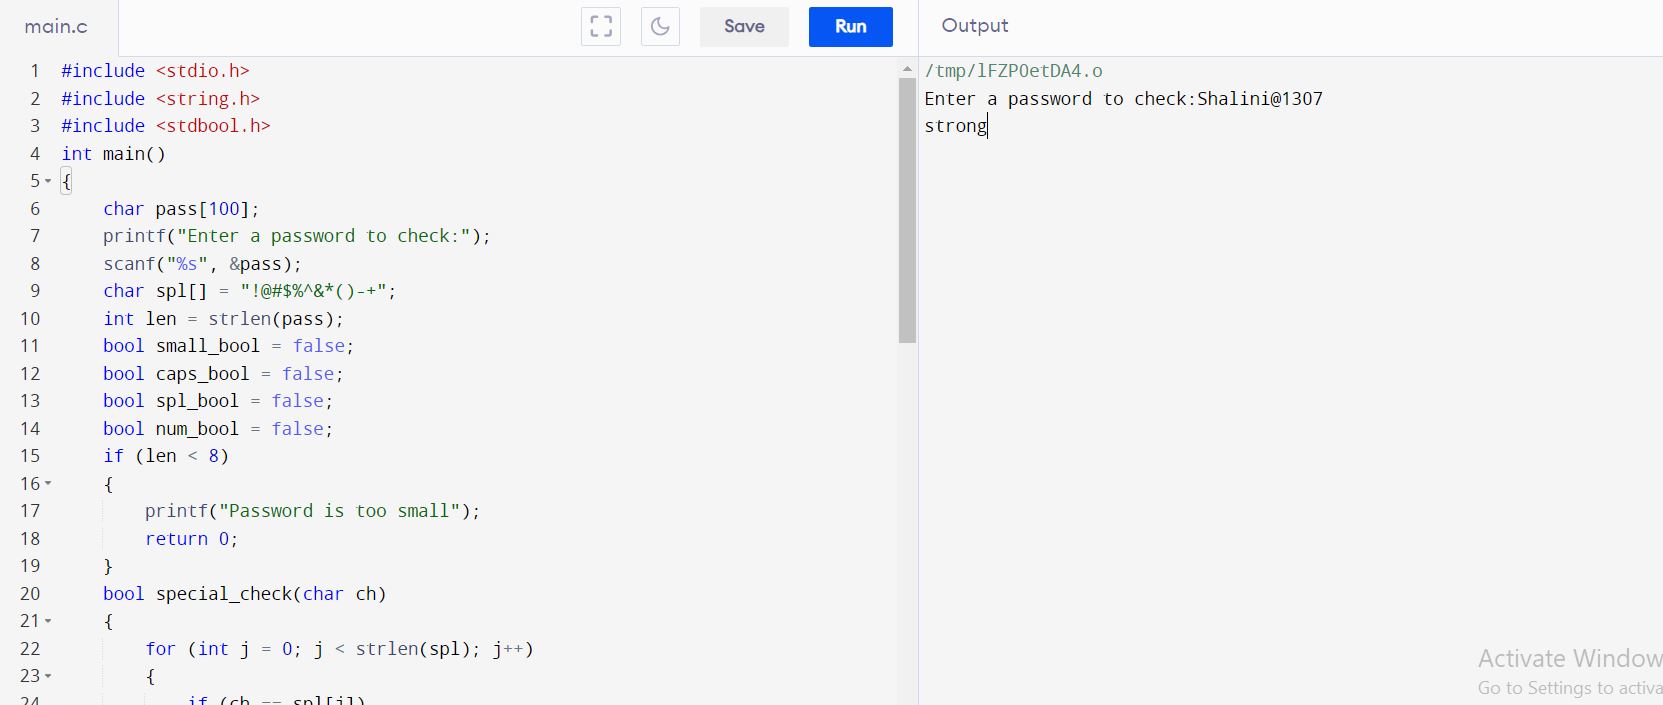 main.c
Save
Run
Output
1 #include <stdio.h>
2 #include <string.h>
3 #include <stdbool.h>
4 int main()
5 {
6 char pass[100];
7 printf("Enter a password to check:");
8 scanf("%s", &pass);
9 char spl[] = "!@#$%^&*()-+";
10 int len = strlen(pass);
11 bool small_bool = false;
12 bool caps_bool = false;
13 bool spl_bool = false;
14 bool num_bool = false;
15 if (len < 8)
16 {
17 printf("Password is too small");
18 return 0;
19 }
20 bool special_check(char ch)
21 {
22 for (int j = 0; j < strlen(spl); j++)
23 {
24 if (ch == spl[j])
/tmp/lFZPOetDA4.o
Enter a password to check:Shalini@1307
strong
Activate Window
Go to Settings to activa